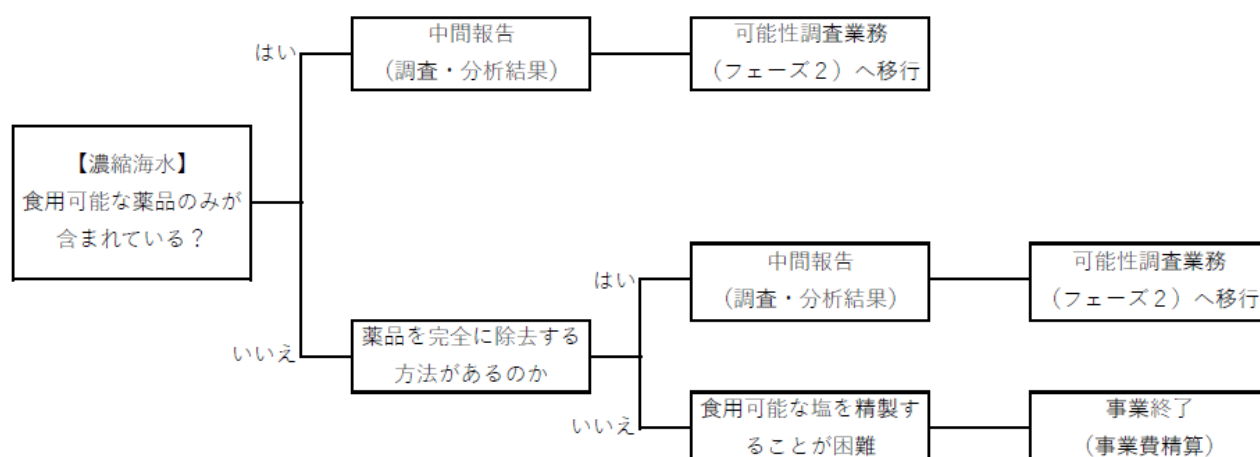 はい
中間報告
（調査・分析結果）
可能性調査業務
（フェーズ２）へ移行
【濃縮海水】
食用可能な薬品のみが
含まれている？
いいえ
薬品を完全に除去する
方法があるのか
はい
中間報告
（調査・分析結果）
可能性調査業務
（フェーズ２）へ移行
いいえ
食用可能な塩を精製す
ることが困難
事業終了
（事業費精算）